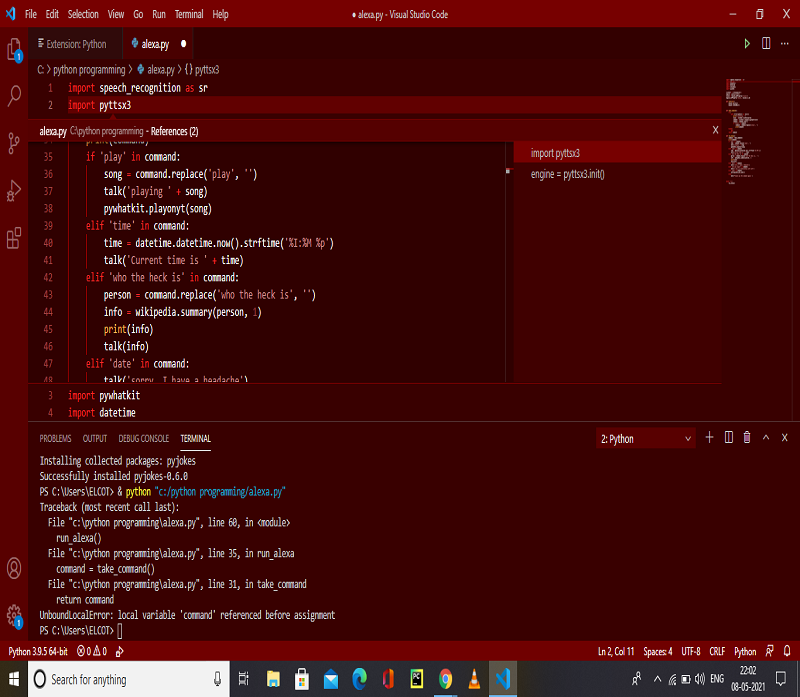 File Edit Selection View Go Run Terminal Help
● alexa.py - Visual Studio Code
Extension: Python
alexa.py ●
C: > python programming > alexa.py > {} pyttsx3
1 import speech_recognition as sr
2 import pyttsx3
alexa.py C:\python programming - References (2)
34 print(command)
35 if 'play' in command:
36 song = command.replace('play', '')
37 talk('playing ' + song)
38 pywhatkit.playonyt(song)
39 elif 'time' in command:
40 time = datetime.datetime.now().strftime('%I:%M %p')
41 talk('Current time is ' + time)
42 elif 'who the heck is' in command:
43 person = command.replace('who the heck is', '')
44 info = wikipedia.summary(person, 1)
45 print(info)
46 talk(info)
47 elif 'date' in command:
48 talk('sorry, I have a headache')
import pyttsx3
engine = pyttsx3.init()
3 import pywhatkit
4 import datetime
PROBLEMS OUTPUT DEBUG CONSOLE TERMINAL
2: Python
Installing collected packages: pyjokes
Successfully installed pyjokes-0.6.0
PS C:\Users\ELCOT> & python "c:/python programming/alexa.py"
Traceback (most recent call last):
File "c:\python programming\alexa.py", line 60, in <module>
run_alexa()
File "c:\python programming\alexa.py", line 35, in run_alexa
command = take_command()
File "c:\python programming\alexa.py", line 31, in take_command
return command
UnboundLocalError: local variable 'command' referenced before assignment
PS C:\Users\ELCOT>
Python 3.9.5 64-bit 0 0
Ln 2, Col 11 Spaces: 4 UTF-8 CRLF Python
Search for anything
ENG
22:02
08-05-2021